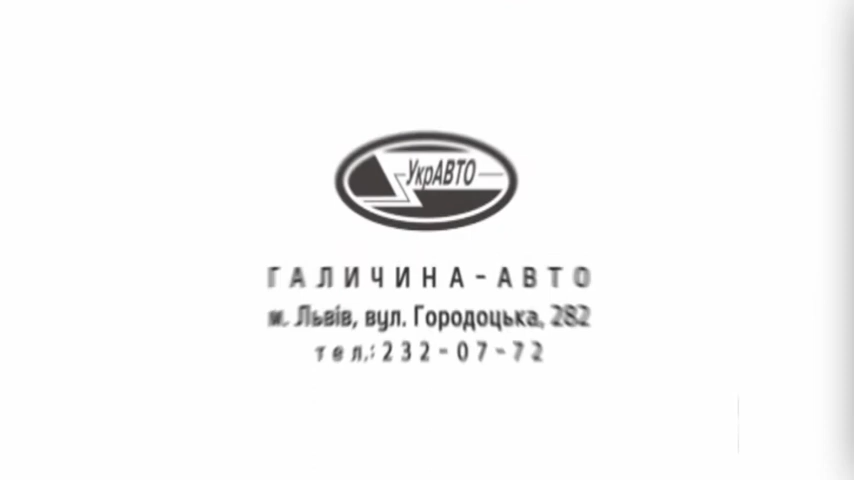 УкрАВТО
ГАЛИЧИНА-АВТО
м. Львів, вул. Городоцька, 282
тел.: 232-07-72